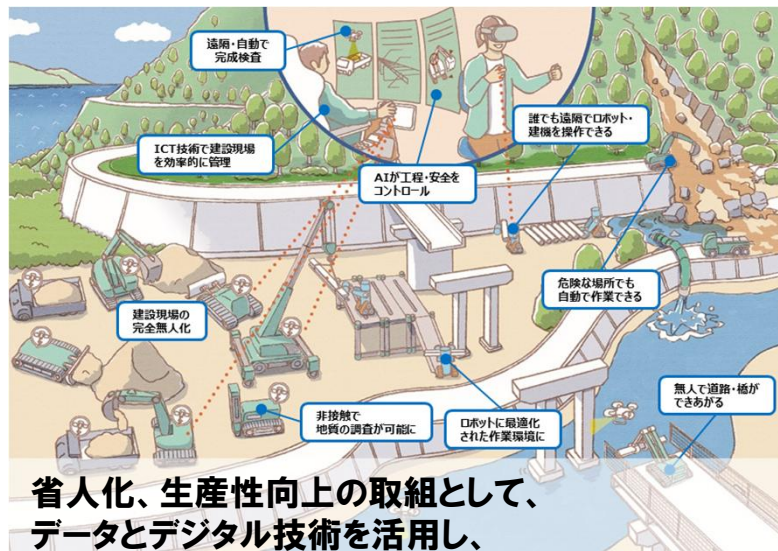 遠隔・自動で
完成検査
ICT技術で建設現場
を効率的に管理
AIが工程・安全を
コントロール
誰でも遠隔でロボット・
建機を操作できる
危険な場所でも
自動で作業できる
建設現場の
完全無人化
非接触で
地質の調査が可能に
ロボットに最適化
された作業環境に
無人で道路・橋が
できあがる
省人化、生産性向上の取組として、
データとデジタル技術を活用し、